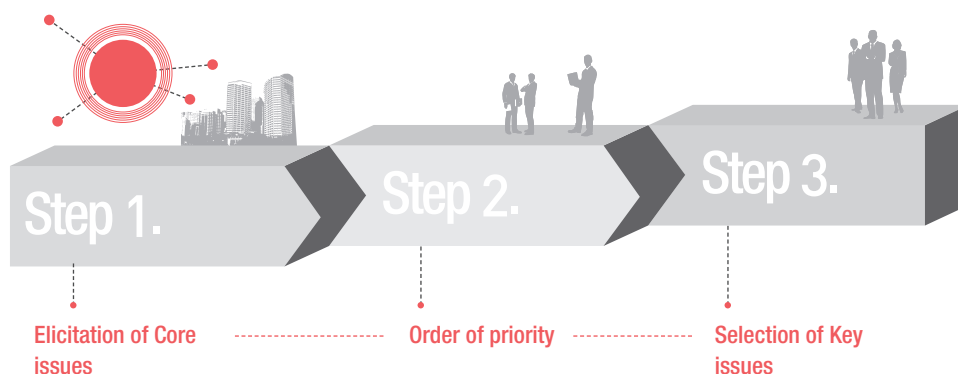 Step 1.
Step 2.
Step 3.
Elicitation of Core
issues
Order of priority
Selection of Key
issues